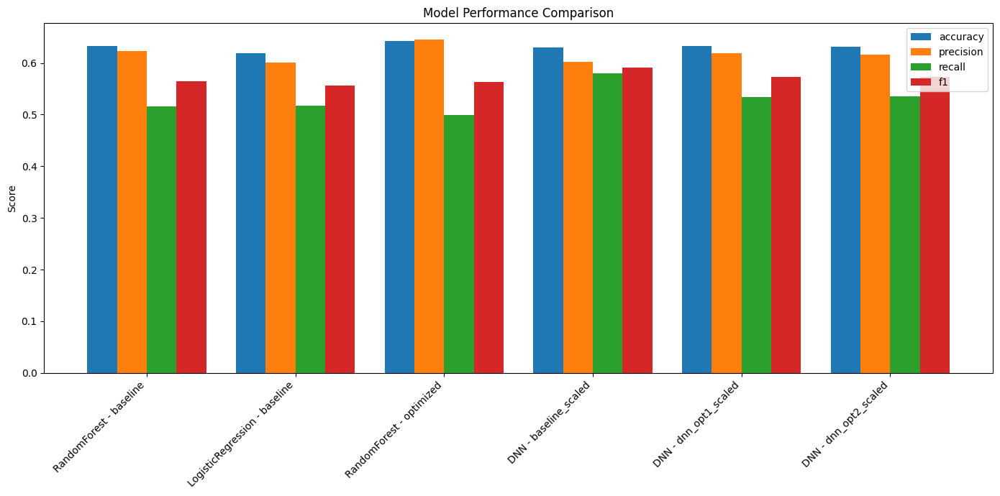 Model Performance Comparison
accuracy
precision
recall
f1
Score
0.6
0.5
0.4
0.3
0.2
0.1
0.0
RandomForest - baseline
LogisticRegression - baseline
RandomForest - optimized
DNN - baseline_scaled
DNN - dnn_opt1_scaled
DNN - dnn_opt2_scaled